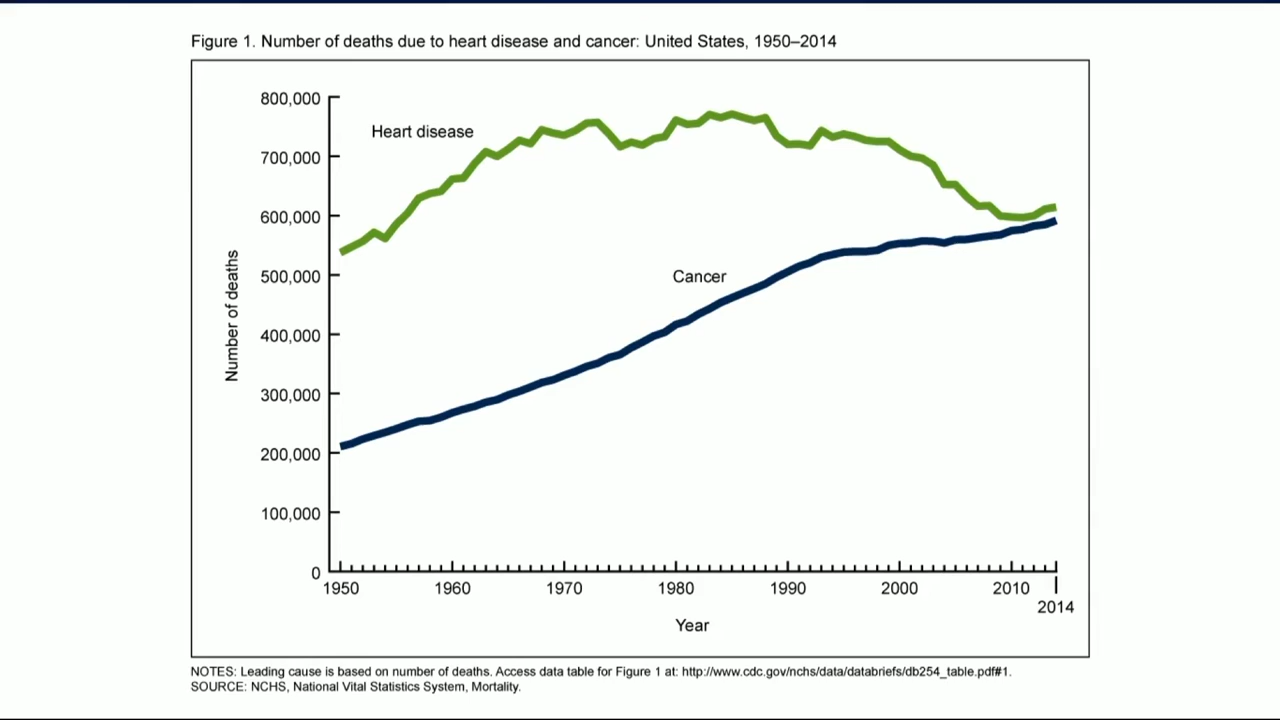 Figure 1. Number of deaths due to heart disease and cancer: United States, 1950–2014
800,000
Heart disease
700,000
600,000
500,000
Cancer
400,000
300,000
200,000
100,000
0
Number of deaths
1950 1960 1970 1980 1990 2000 2010
2014
Year
NOTES: Leading cause is based on number of deaths. Access data table for Figure 1 at: http://www.cdc.gov/nchs/data/databriefs/db254_table.pdf#1.
SOURCE: NCHS, National Vital Statistics System, Mortality.